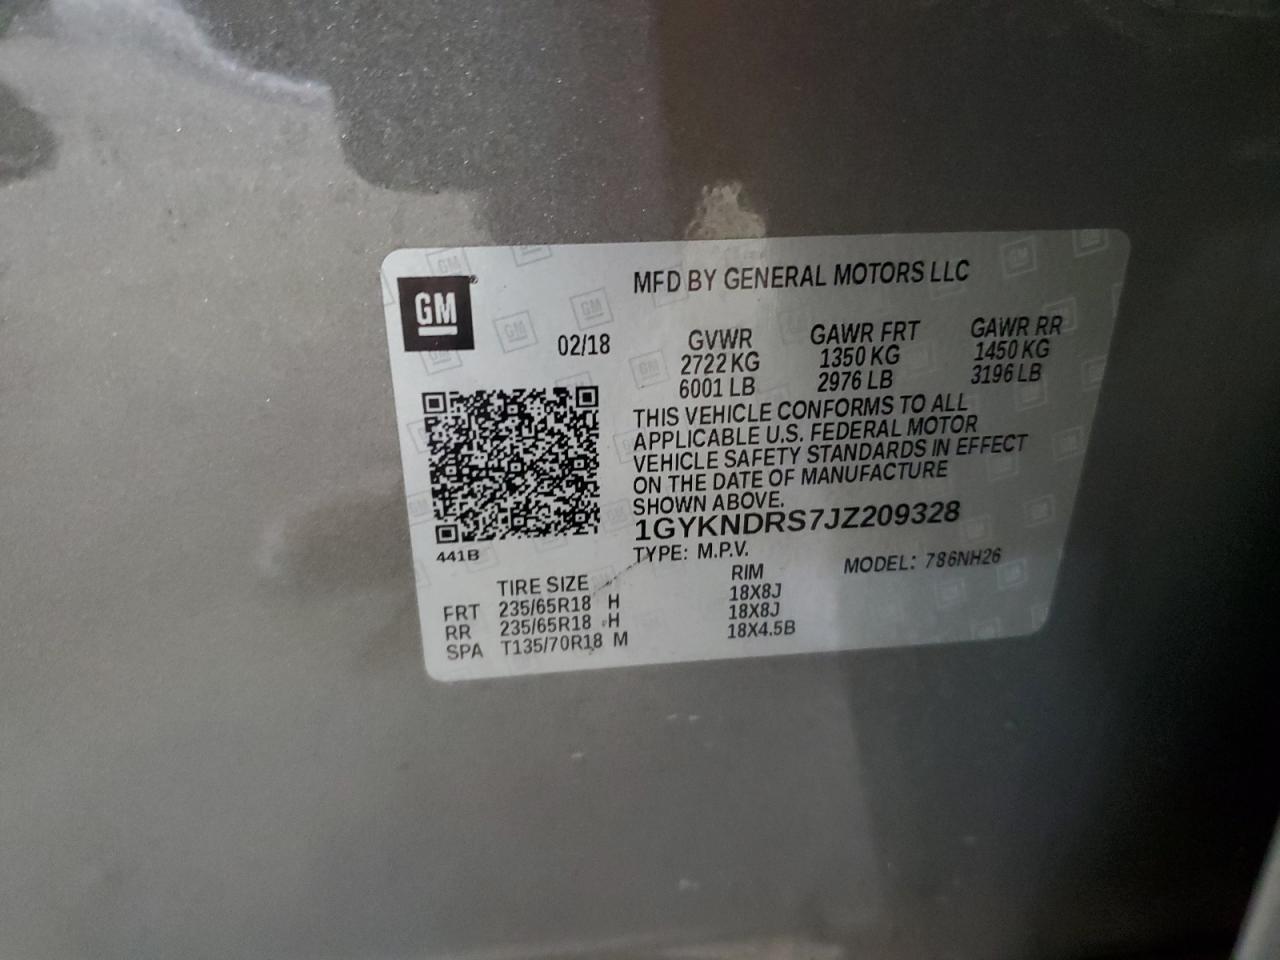 GM
MFD BY GENERAL MOTORS LLC
02/18
GVWR GAWR FRT GAWR RR
2722 KG 1350 KG 1450 KG
6001 LB 2976 LB 3196 LB
THIS VEHICLE CONFORMS TO ALL
APPLICABLE U.S. FEDERAL MOTOR
VEHICLE SAFETY STANDARDS IN EFFECT
ON THE DATE OF MANUFACTURE
SHOWN ABOVE.
1GYKNDRS7JZ209328
441B
TYPE: M.P.V. MODEL: 786NH26
TIRE SIZE RIM
FRT 235/65R18 H 18X8J
RR 235/65R18 H 18X8J
SPA T135/70R18 M 18X4.5B